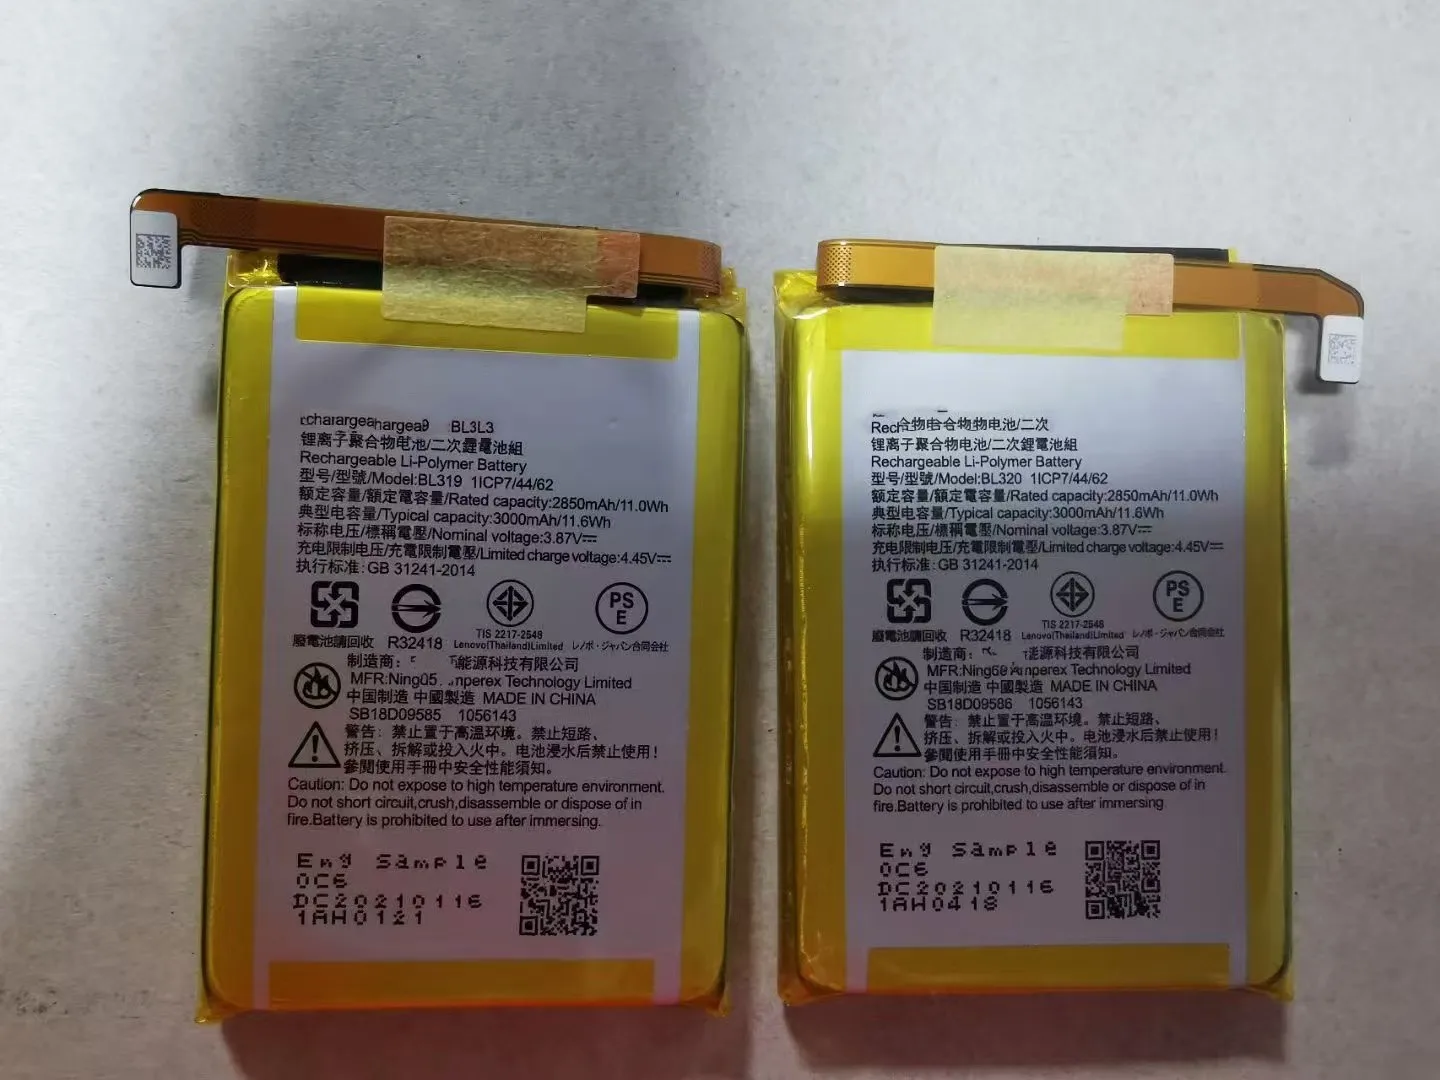 BL3L3
锂离子聚合物电池/二次鋰電池組
Rechargeable Li-Polymer Battery
型号/型號/Model:BL319 1ICP7/44/62
额定容量/額定電容量/Rated capacity:2850mAh/11.0Wh
典型电容量/Typical capacity:3000mAh/11.6Wh
标称电压/標稱電壓/Nominal voltage:3.87V⎓
充电限制电压/充電限制電壓/Limited charge voltage:4.45V⎓
执行标准:GB 31241-2014
PS
E
廢電池請回收 R32418
TIS 2217-2548
Lenovo(Thailand)Limited
レノボ・ジャパン合同会社
制造商: 能源科技有限公司
MFR: Technology Limited
中国制造 中國製造 MADE IN CHINA
SB18D09585 1056143
警告: 禁止置于高温环境。禁止短路、
挤压、拆解或投入火中。电池浸水后禁止使用!
參閱使用手冊中安全性能須知。
Caution: Do not expose to high temperature environment.
Do not short circuit,crush,disassemble or dispose of in
fire.Battery is prohibited to use after immersing.
Eng Sample
0C6
DC20210116
1AH0121
锂离子聚合物电池/二次鋰電池組
Rechargeable Li-Polymer Battery
型号/型號/Model:BL320 1ICP7/44/62
额定容量/額定電容量/Rated capacity:2850mAh/11.0Wh
典型电容量/Typical capacity:3000mAh/11.6Wh
标称电压/標稱電壓/Nominal voltage:3.87V⎓
充电限制电压/充電限制電壓/Limited charge voltage:4.45V⎓
执行标准:GB 31241-2014
PS
E
廢電池請回收 R32418
TIS 2217-2548
Lenovo(Thailand)Limited
レノボ・ジャパン合同会社
制造商: 能源科技有限公司
MFR: Technology Limited
中国制造 中國製造 MADE IN CHINA
SB18D09586 1056143
警告: 禁止置于高温环境。禁止短路、
挤压、拆解或投入火中。电池浸水后禁止使用!
參閱使用手冊中安全性能須知。
Caution: Do not expose to high temperature environment.
Do not short circuit,crush,disassemble or dispose of in
fire.Battery is prohibited to use after immersing
Eng Sample
0C6
DC20210116
1AH0418